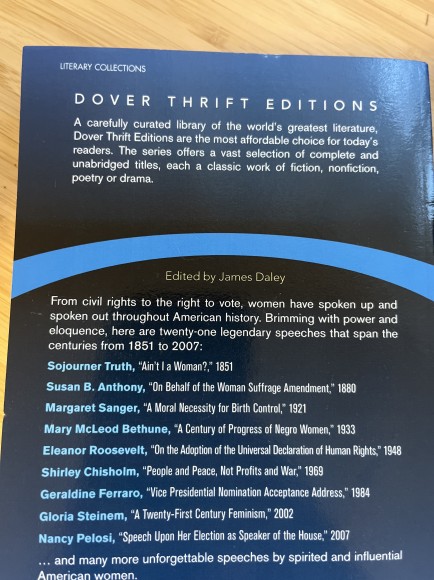 LITERARY COLLECTIONS
DOVER THRIFT EDITIONS
A carefully curated library of the world's greatest literature,
Dover Thrift Editions are the most affordable choice for today's
readers. The series offers a vast selection of complete and
unabridged titles, each a classic work of fiction, nonfiction,
poetry or drama.
Edited by James Daley
From civil rights to the right to vote, women have spoken up and
spoken out throughout American history. Brimming with power and
eloquence, here are twenty-one legendary speeches that span the
centuries from 1851 to 2007:
Sojourner Truth, “Ain't I a Woman?,” 1851
Susan B. Anthony, “On Behalf of the Woman Suffrage Amendment,” 1880
Margaret Sanger, “A Moral Necessity for Birth Control,” 1921
Mary McLeod Bethune, “A Century of Progress of Negro Women,” 1933
Eleanor Roosevelt, “On the Adoption of the Universal Declaration of Human Rights,” 1948
Shirley Chisholm, “People and Peace, Not Profits and War,” 1969
Geraldine Ferraro, “Vice Presidential Nomination Acceptance Address,” 1984
Gloria Steinem, “A Twenty-First Century Feminism,” 2002
Nancy Pelosi, “Speech Upon Her Election as Speaker of the House,” 2007
... and many more unforgettable speeches by spirited and influential
American women.